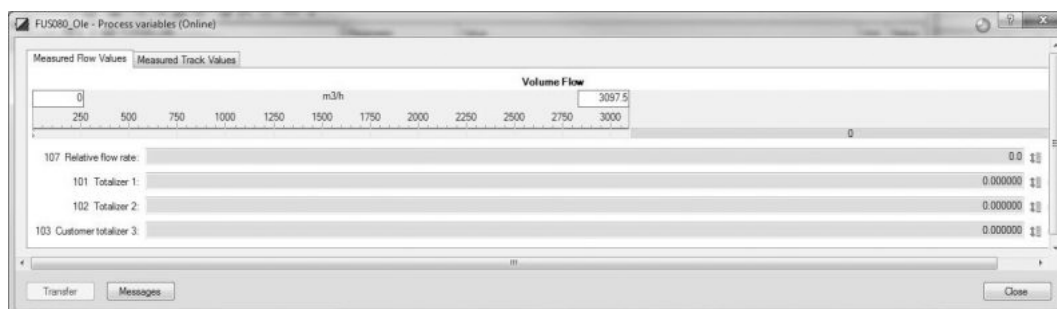 FUS080_Ole - Process variables (Online)
Measured Flow Values Measured Track Values
Volume Flow
0 m3/h 3097.5
250 500 750 1000 1250 1500 1750 2000 2250 2500 2750 3000
0
107 Relative flow rate: 0.0
101 Totalizer 1: 0.000000
102 Totalizer 2: 0.000000
103 Customer totalizer 3: 0.000000
Transfer Messages Close